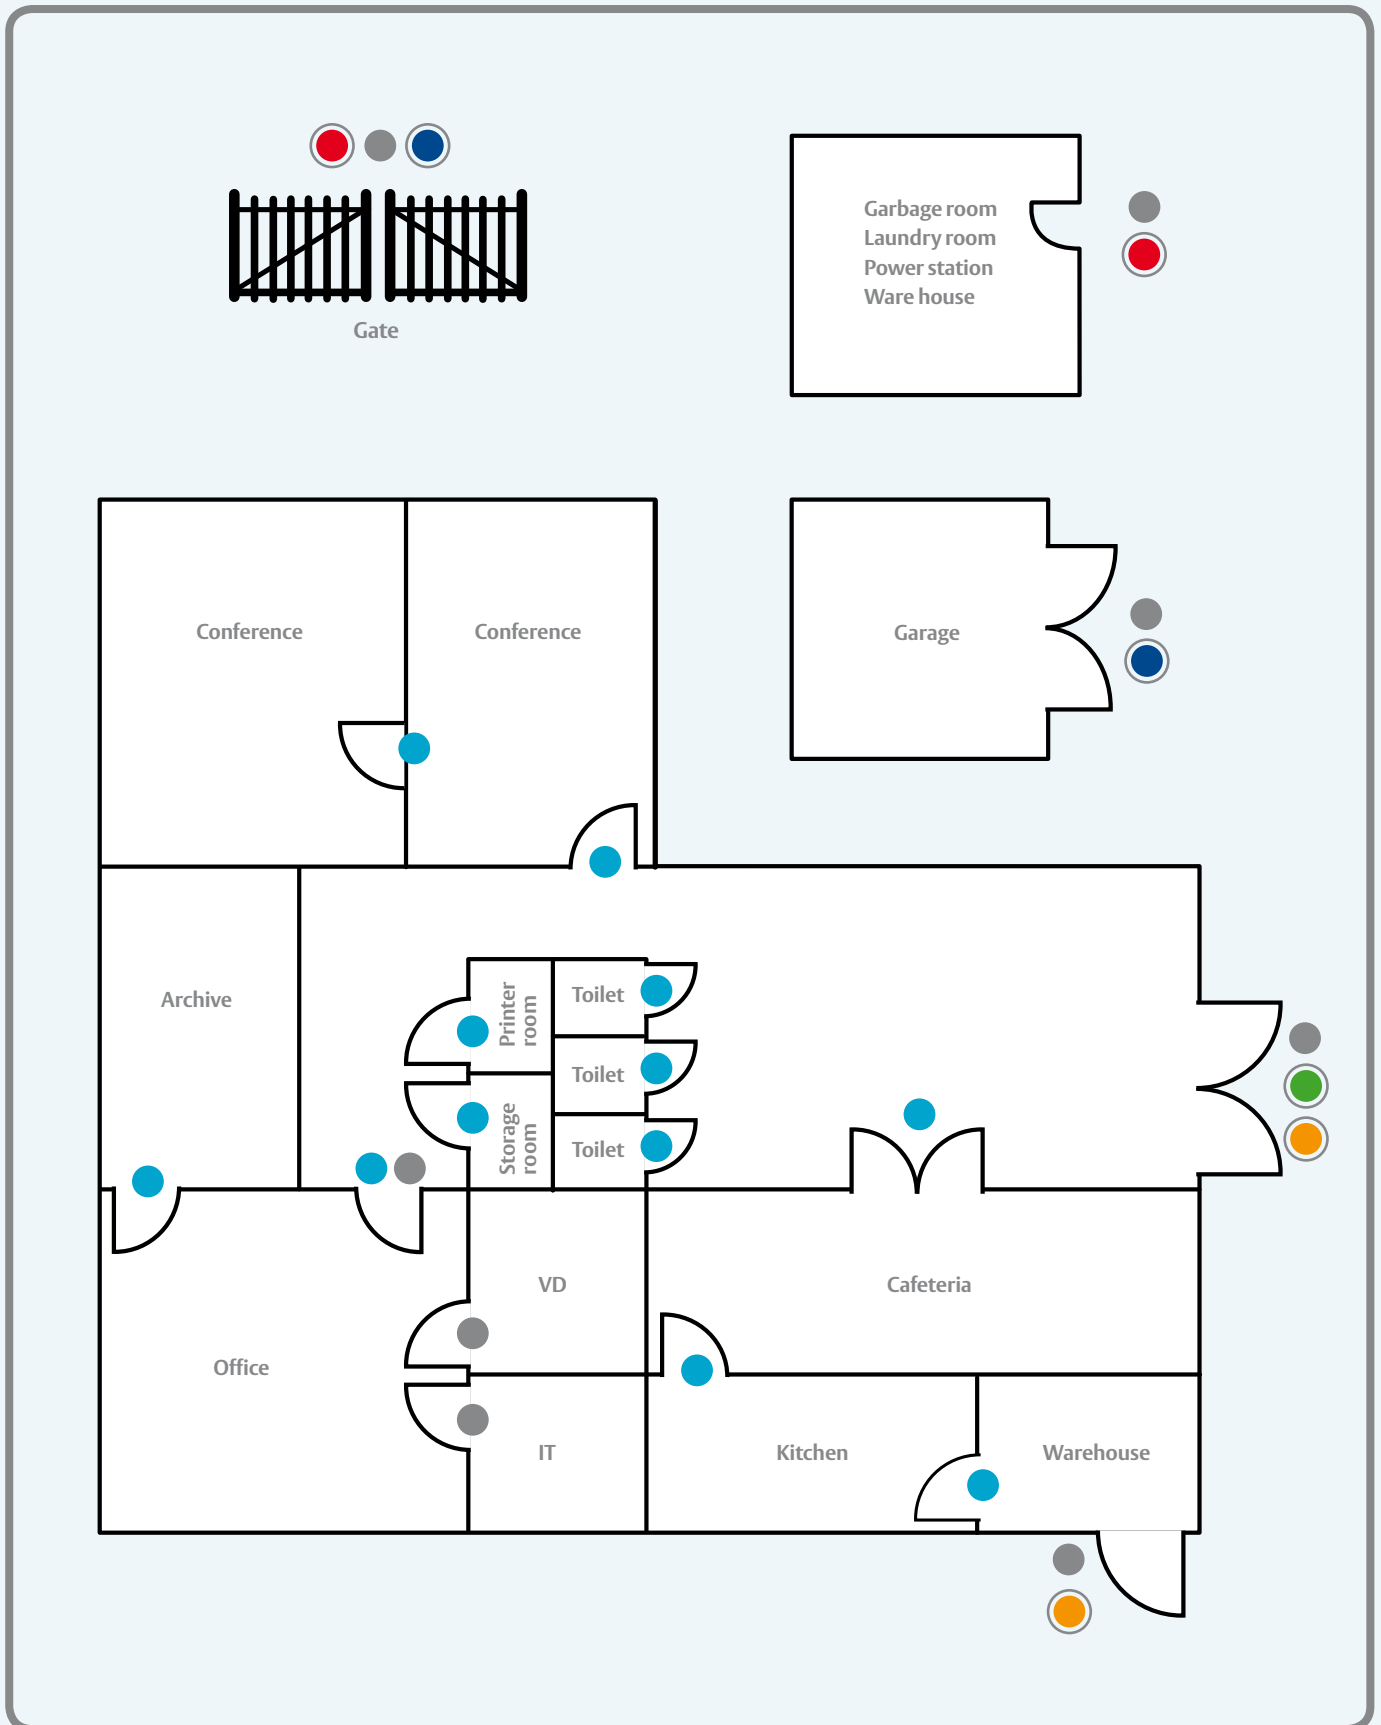 Garbage room
Laundry room
Power station
Ware house
Gate
Conference
Conference
Garage
Archive
Printer
room
Toilet
Toilet
Storage
room
Toilet
VD
Cafeteria
Office
IT
Kitchen
Warehouse